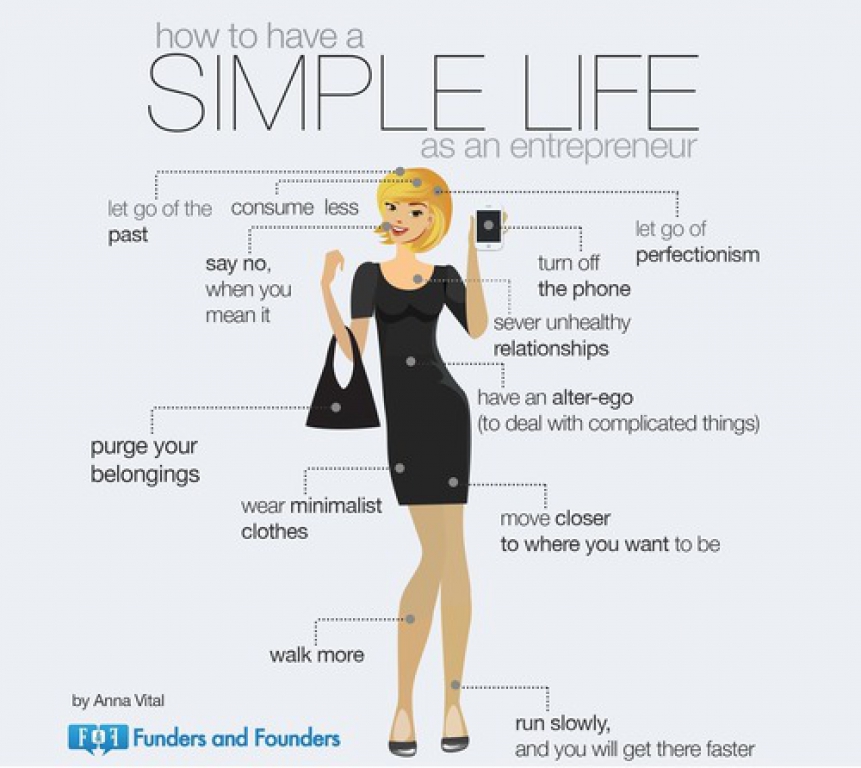 how to have a
SIMPLE LIFE
as an entrepreneur
let go of the
past
consume less
say no,
when you
mean it
let go of
perfectionism
turn off
the phone
sever unhealthy
relationships
have an alter-ego
(to deal with complicated things)
purge your
belongings
wear minimalist
clothes
move closer
to where you want to be
walk more
run slowly,
and you will get there faster
by Anna Vital
F&F Funders and Founders